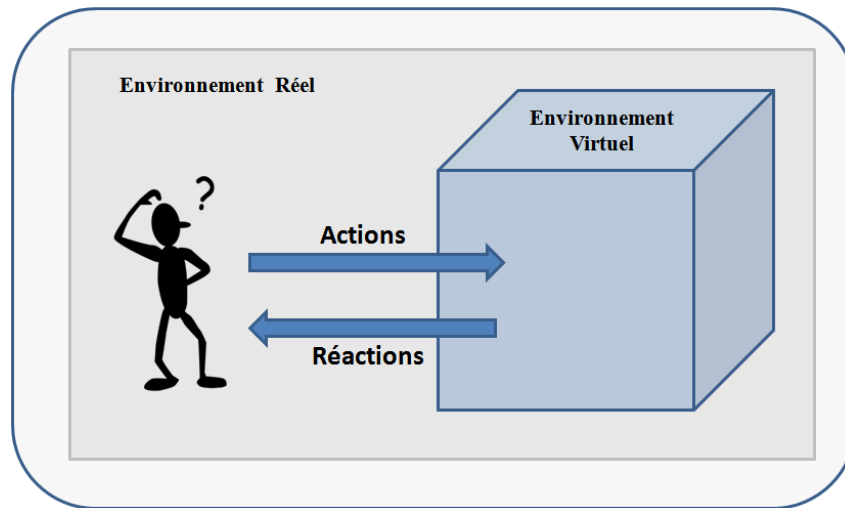 Environnement Réel
Environnement
Virtuel
?
Actions
Réactions